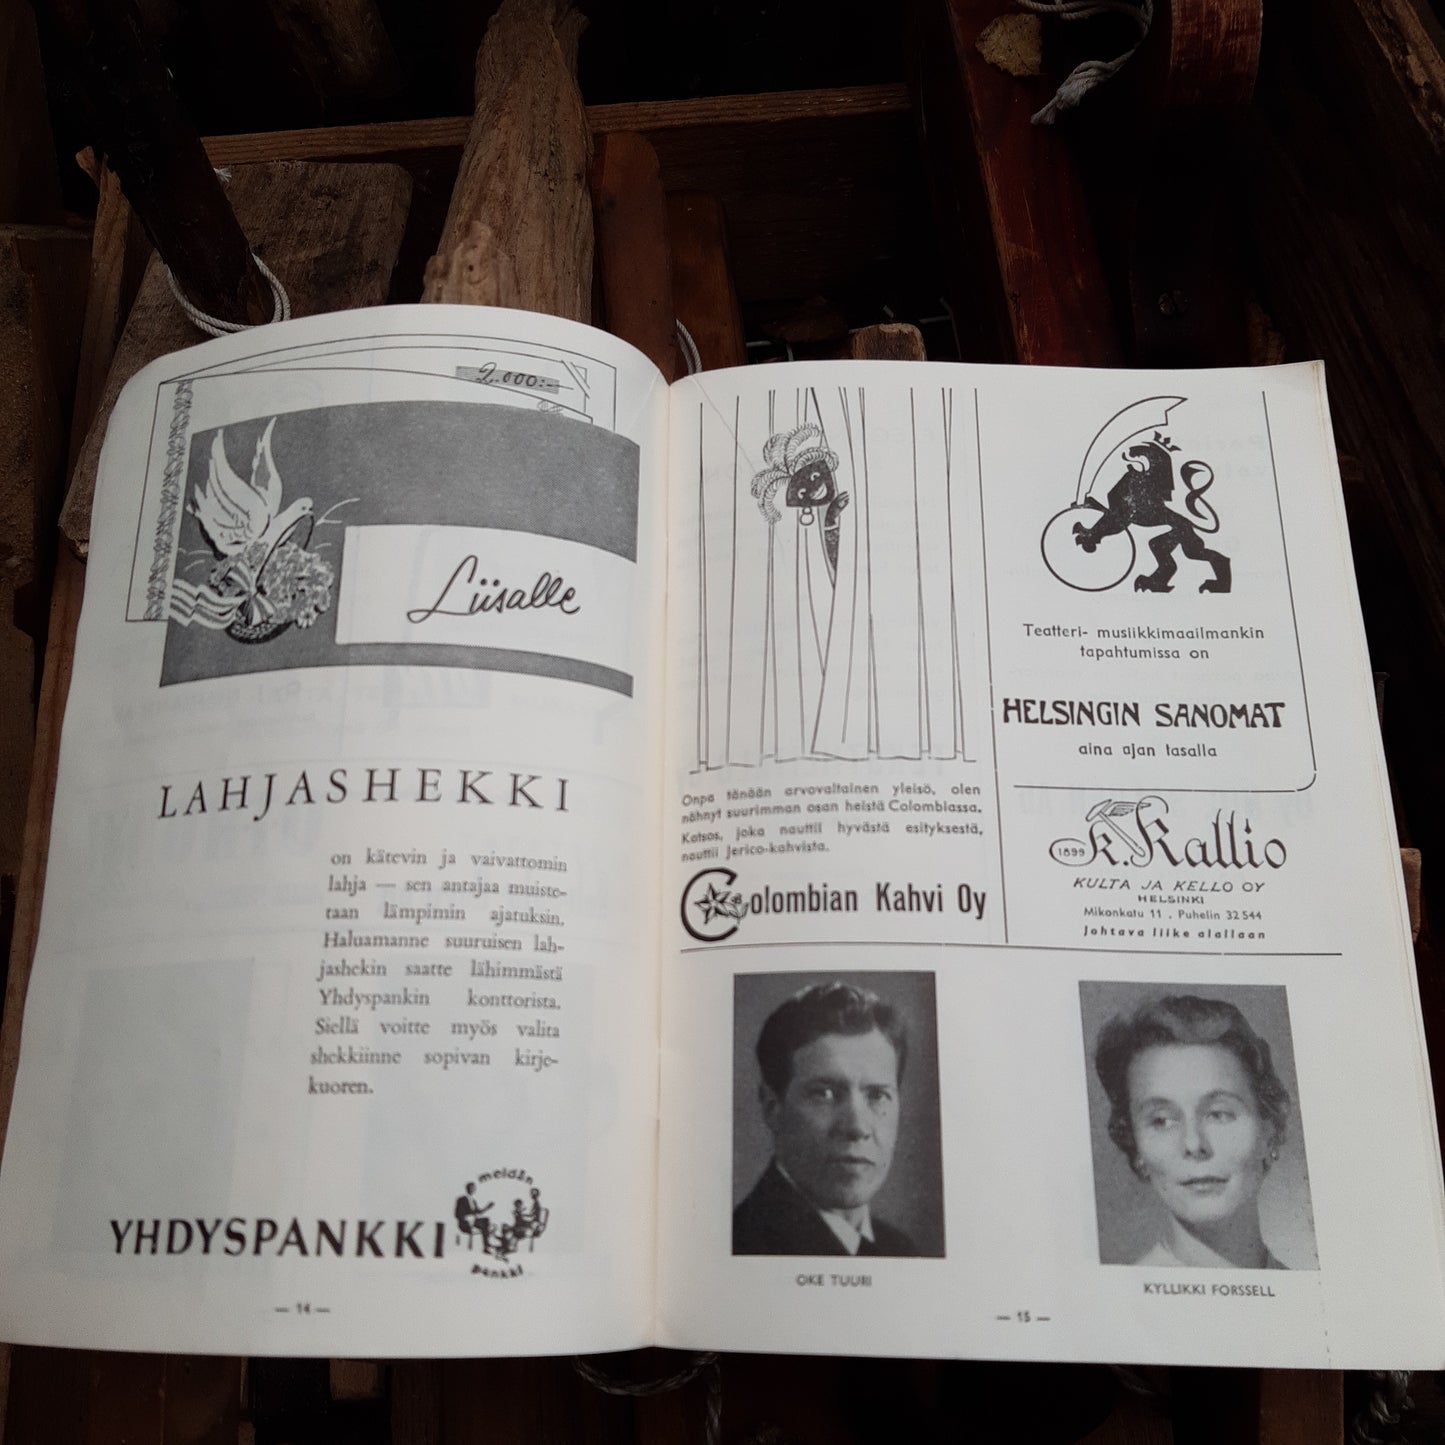 2.000:-
Liisalle
LAHJASHEKKI
on kätevin ja vaivattomin
lahja — sen antajaa muiste-
taan lämpimin ajatuksin.
Haluamanne suuruisen lah-
jashekin saatte lähimmästä
Yhdyspankin konttorista.
Siellä voitte myös valita
shekkiinne sopivan kirje-
kuoren.
YHDYSPANKKI
meidän
pankki
— 14 —
Onpa tänään arvovaltainen yleisö, olen
nähnyt suurimman osan heistä Colombiassa.
Katsos, joka nauttii hyvästä esityksestä,
nauttii Jerico-kahvista.
Colombian Kahvi Oy
Teatteri- musiikkimaailmankin
tapahtumissa on
HELSINGIN SANOMAT
aina ajan tasalla
1899 K. Kallio
KULTA JA KELLO OY
HELSINKI
Mikonkatu 11 . Puhelin 32 544
Johtava liike alallaan
OKE TUURI
KYLLIKKI FORSSELL
— 15 —